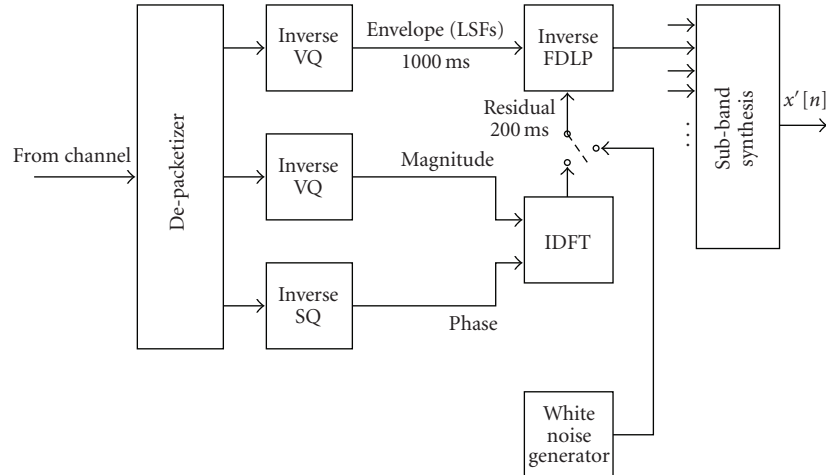 From channel
De-packetizer
Inverse
VQ
Envelope (LSFs)
1000 ms
Inverse
FDLP
Residual
200 ms
Inverse
VQ
Magnitude
IDFT
Inverse
SQ
Phase
White
noise
generator
...
Sub-band
synthesis
x′[n]